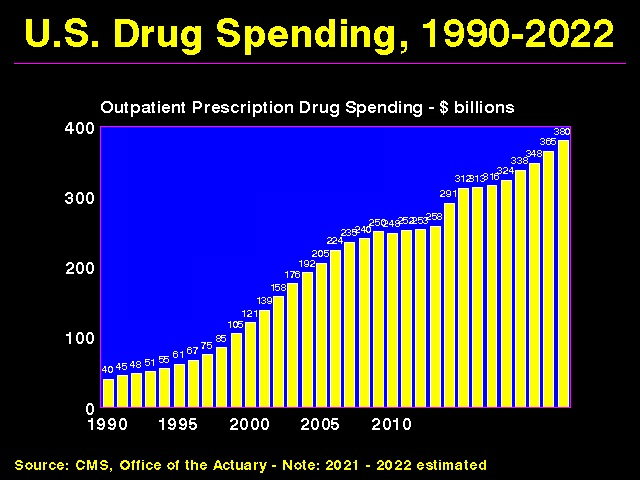 U.S. Drug Spending, 1990-2022
Outpatient Prescription Drug Spending - $ billions
400
300
200
100
0
40 45 48 51 55 61 67 75 85 105 121 139 158 176 192 205 224 235 240 250 248 252 253 258 291 312 313 316 324 338 348 365 380
1990 1995 2000 2005 2010
Source: CMS, Office of the Actuary - Note: 2021 - 2022 estimated